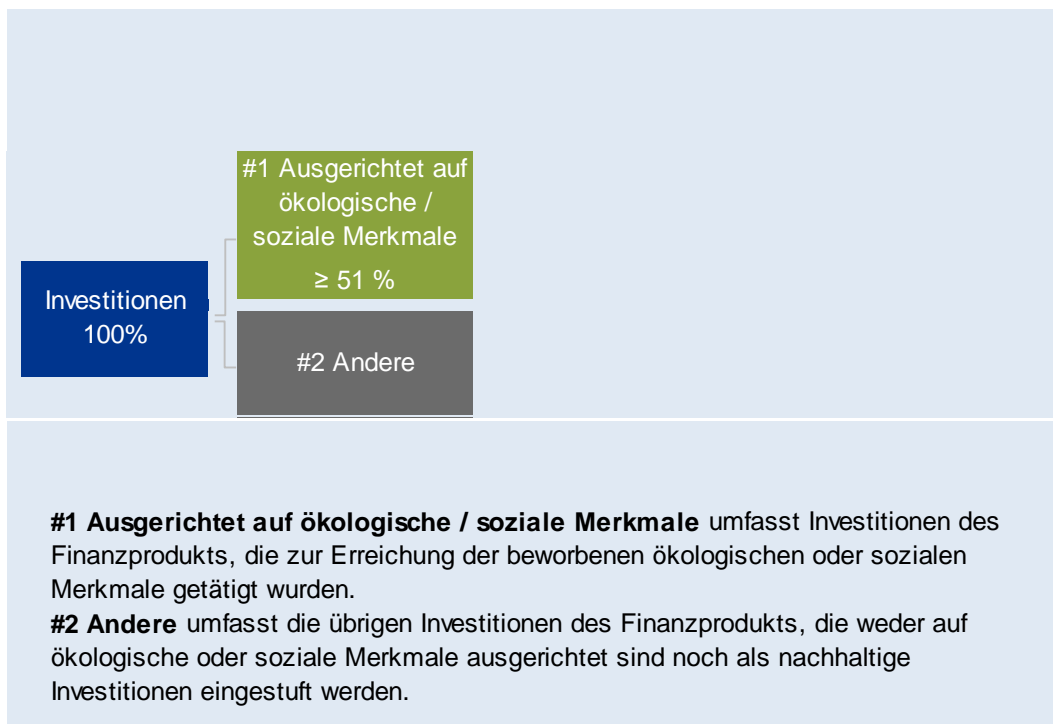 #1 Ausgerichtet auf
ökologische /
soziale Merkmale
≥ 51 %
Investitionen
100%
#2 Andere
#1 Ausgerichtet auf ökologische / soziale Merkmale umfasst Investitionen des
Finanzprodukts, die zur Erreichung der beworbenen ökologischen oder sozialen
Merkmale getätigt wurden.
#2 Andere umfasst die übrigen Investitionen des Finanzprodukts, die weder auf
ökologische oder soziale Merkmale ausgerichtet sind noch als nachhaltige
Investitionen eingestuft werden.